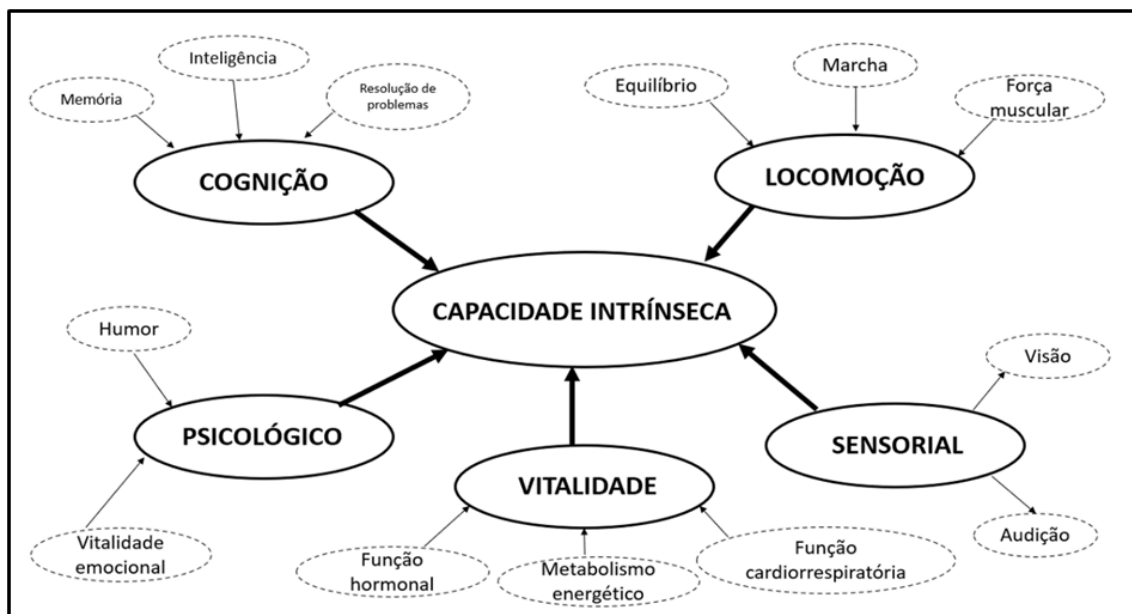 Inteligência
Memória
Resolução de
problemas
COGNIÇÃO
Equilíbrio
Marcha
Força
muscular
LOCOMOÇÃO
CAPACIDADE INTRÍNSECA
Humor
PSICOLÓGICO
Vitalidade
emocional
VITALIDADE
Função
hormonal
Metabolismo
energético
Função
cardiorrespiratória
Visão
SENSORIAL
Audição